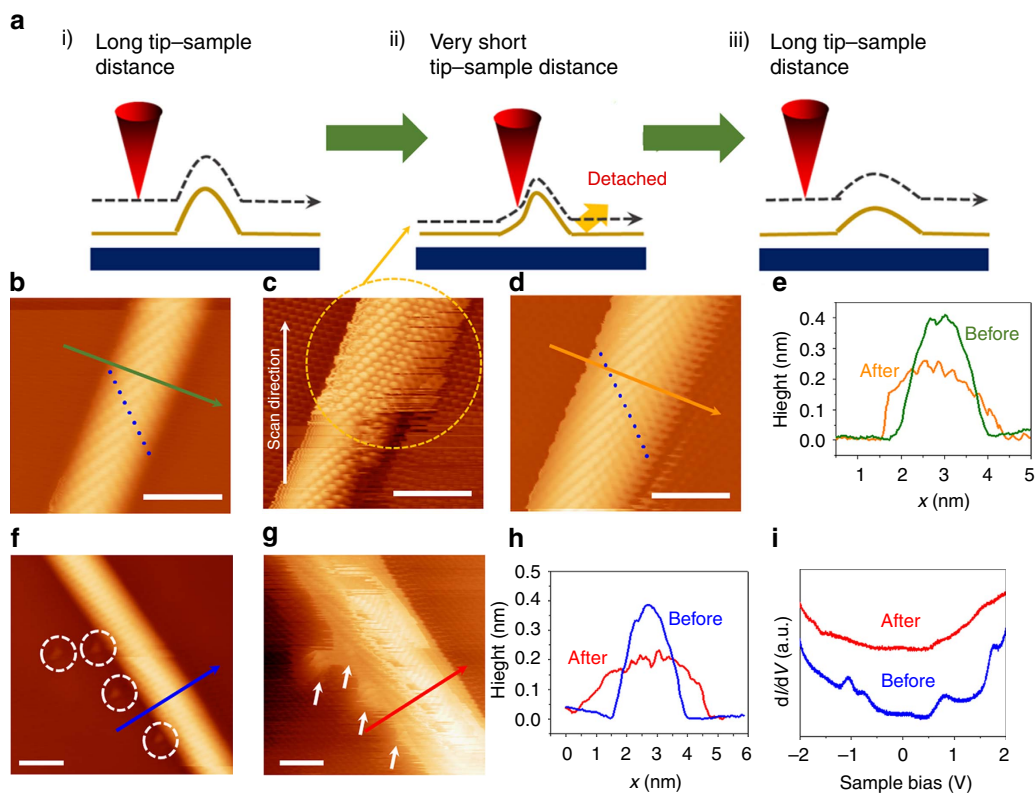 a
i) Long tip–sample
distance
ii) Very short
tip–sample distance
iii) Long tip–sample
distance
Detached
b
c
d
e
Scan direction
Hieght (nm)
0.4
0.3
0.2
0.1
0.0
Before
After
1 2 3 4 5
x (nm)
f
g
h
i
Hieght (nm)
0.5
0.4
0.3
0.2
0.1
0.0
Before
After
0 1 2 3 4 5 6
x (nm)
dI/dV (a.u.)
After
Before
–2 –1 0 1 2
Sample bias (V)